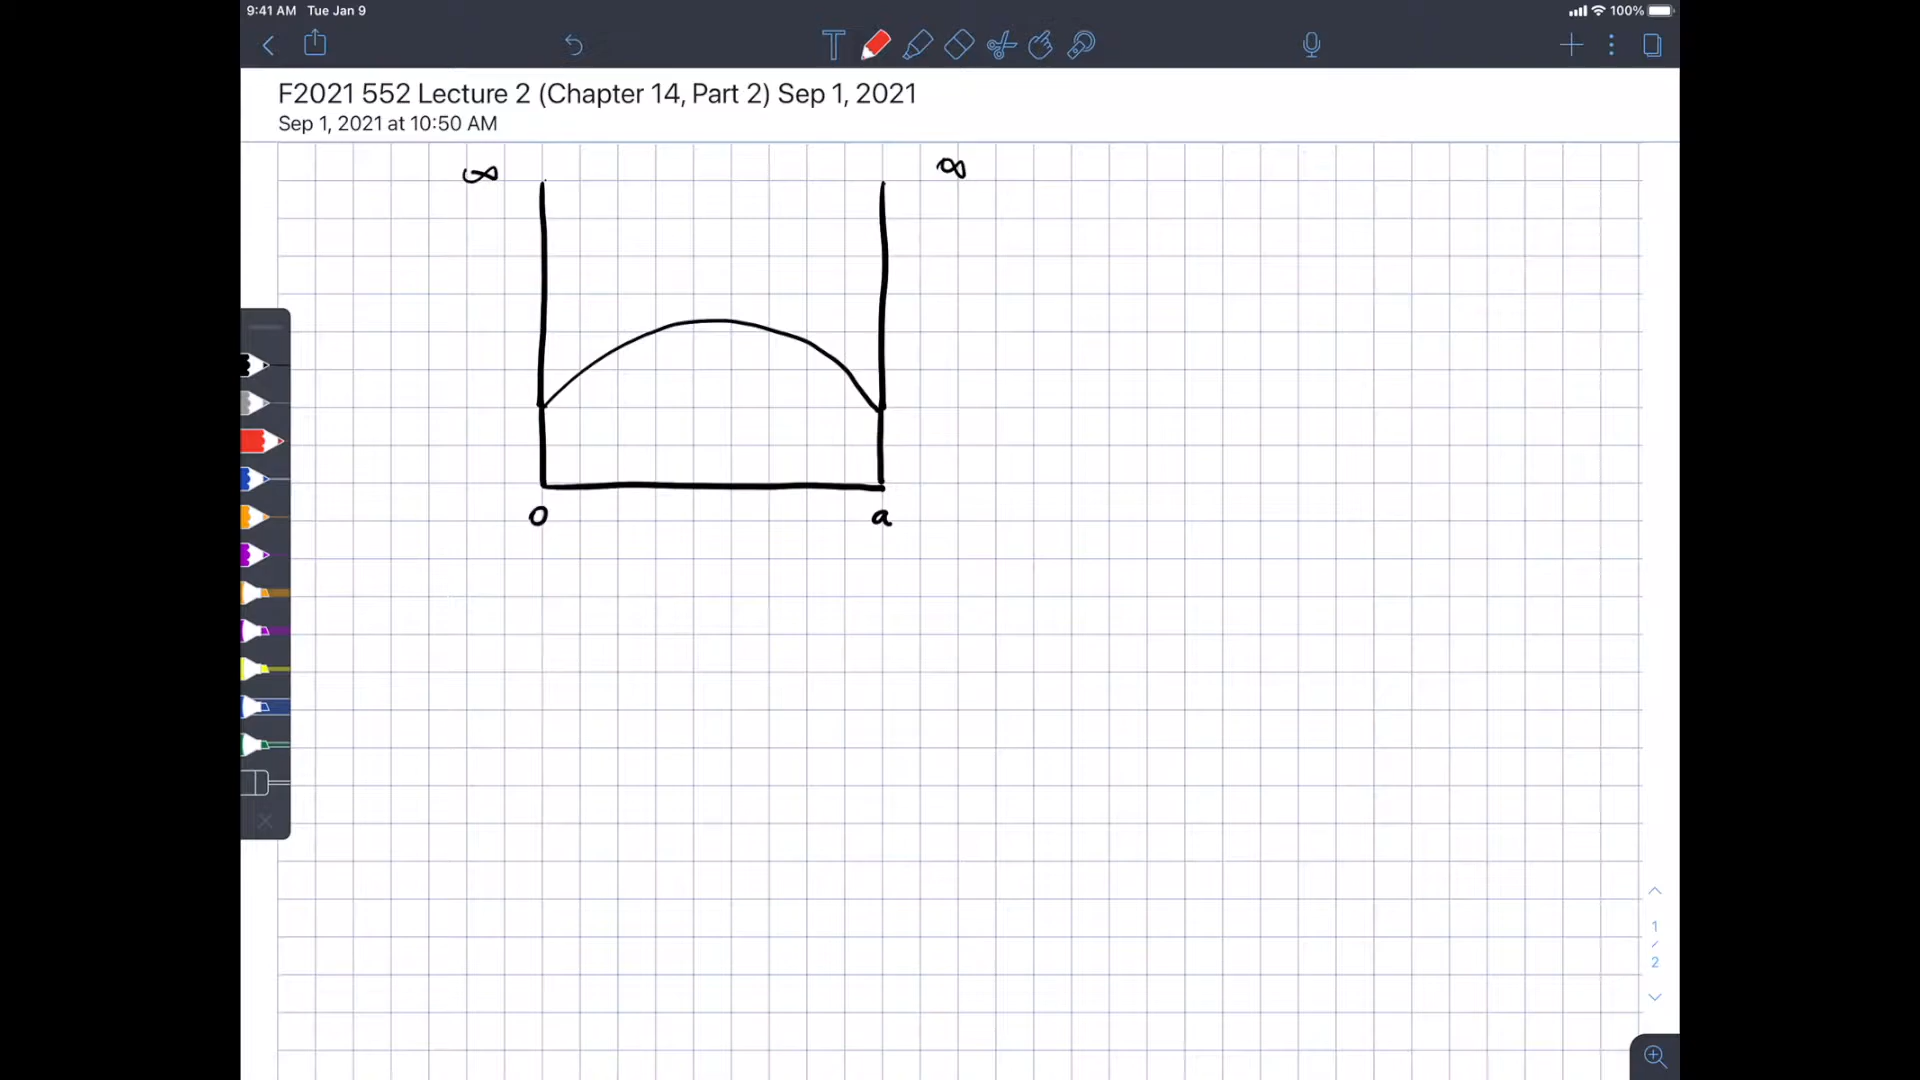 9:41 AM Tue Jan 9
100%
T
F2021 552 Lecture 2 (Chapter 14, Part 2) Sep 1, 2021
Sep 1, 2021 at 10:50 AM
∞ ∞
0 a
1
/
2